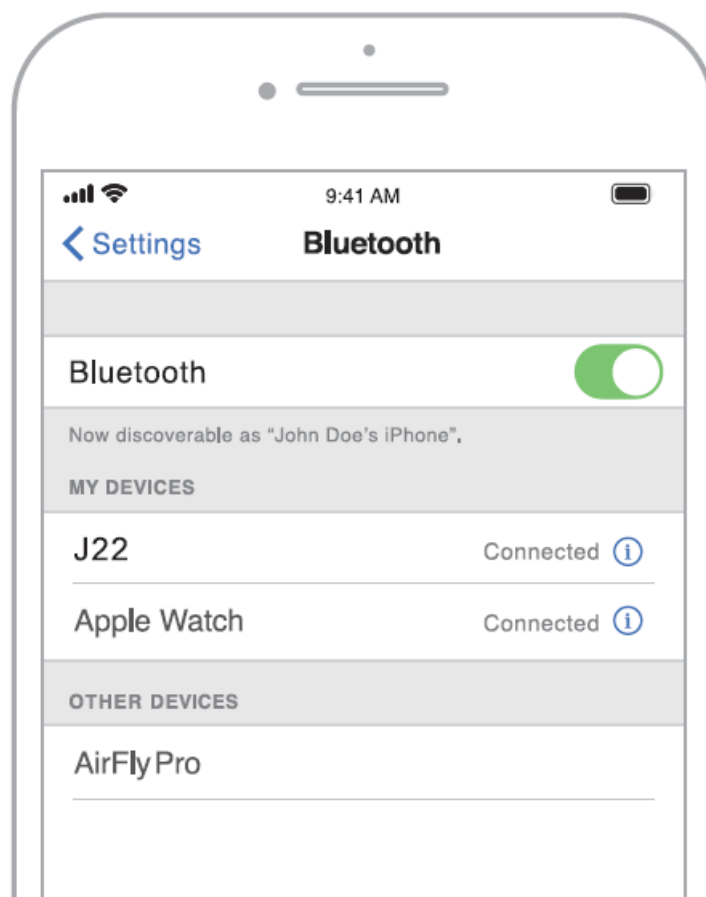 9:41 AM
Settings Bluetooth
Bluetooth
Now discoverable as “John Doe’s iPhone”.
MY DEVICES
J22 Connected i
Apple Watch Connected i
OTHER DEVICES
AirFly Pro